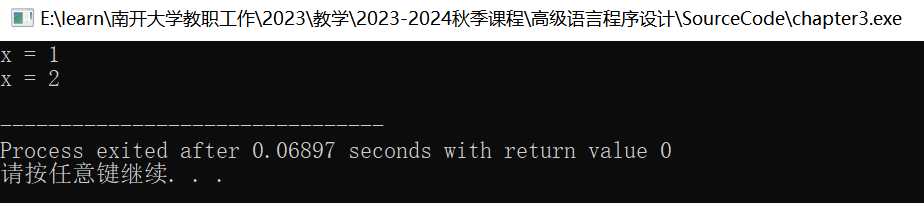 E:\learn\南开大学教职工作\2023\教学\2023-2024秋季课程\高级语言程序设计\SourceCode\chapter3.exe
x = 1
x = 2
--------------------------------
Process exited after 0.06897 seconds with return value 0
请按任意键继续. . .